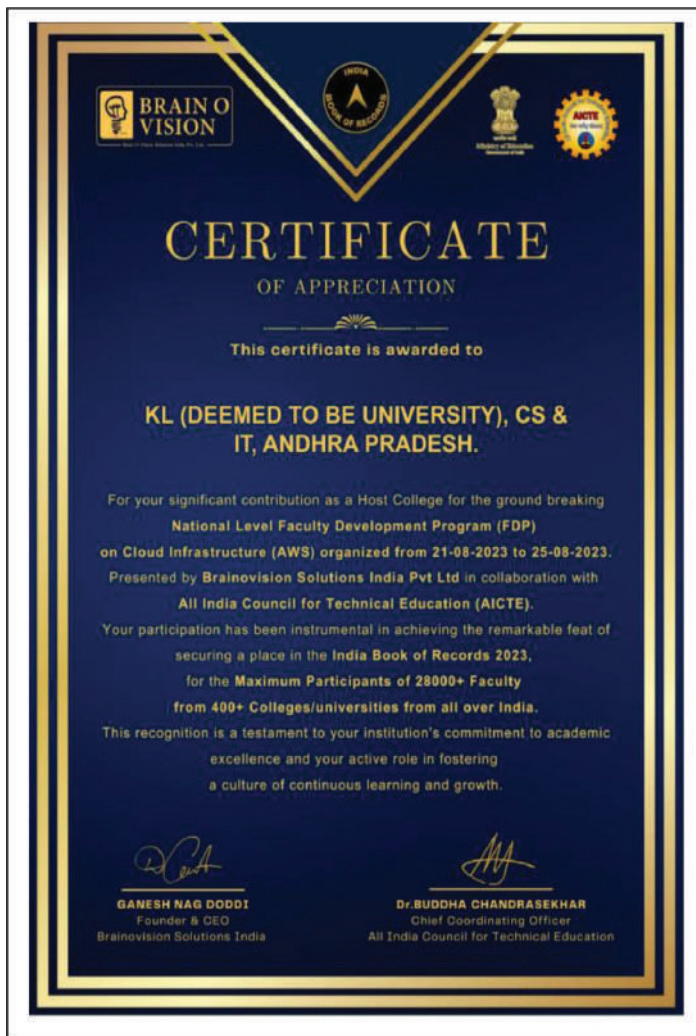 BRAIN O
VISION
INDIA
BOOK OF RECORDS
Ministry of Education
Government of India
AICTE
CERTIFICATE
OF APPRECIATION
This certificate is awarded to
KL (DEEMED TO BE UNIVERSITY), CS &
IT, ANDHRA PRADESH.
For your significant contribution as a Host College for the ground breaking
National Level Faculty Development Program (FDP)
on Cloud Infrastructure (AWS) organized from 21-08-2023 to 25-08-2023.
Presented by Brainovision Solutions India Pvt Ltd in collaboration with
All India Council for Technical Education (AICTE).
Your participation has been instrumental in achieving the remarkable feat of
securing a place in the India Book of Records 2023,
for the Maximum Participants of 28000+ Faculty
from 400+ Colleges/universities from all over India.
This recognition is a testament to your institution's commitment to academic
excellence and your active role in fostering
a culture of continuous learning and growth.
GANESH NAG DODDI
Founder & CEO
Brainovision Solutions India
Dr.BUDDHA CHANDRASEKHAR
Chief Coordinating Officer
All India Council for Technical Education